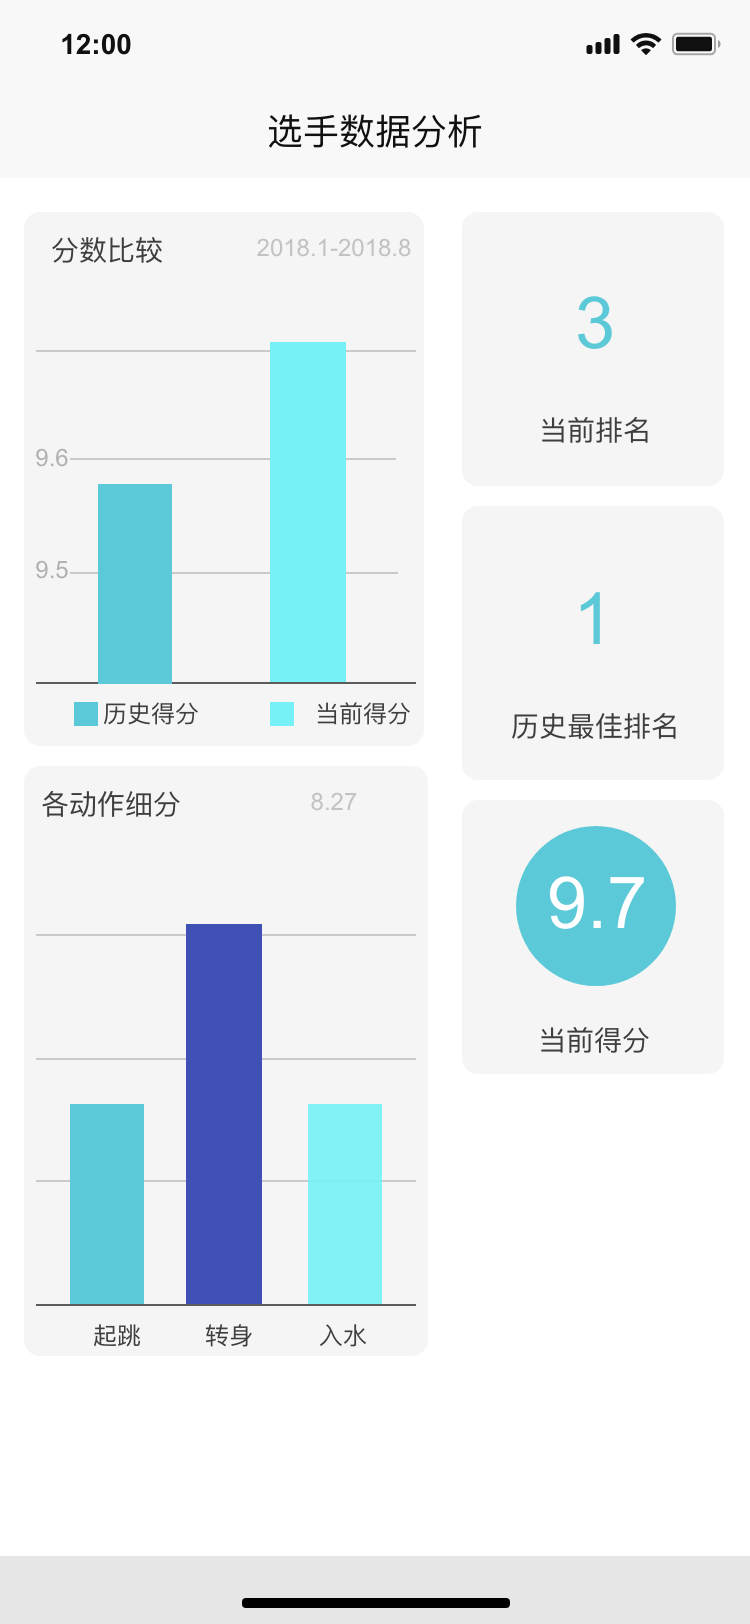 12:00
选手数据分析
分数比较 2018.1-2018.8
9.6
9.5
历史得分 当前得分
各动作细分 8.27
起跳 转身 入水
3
当前排名
1
历史最佳排名
9.7
当前得分